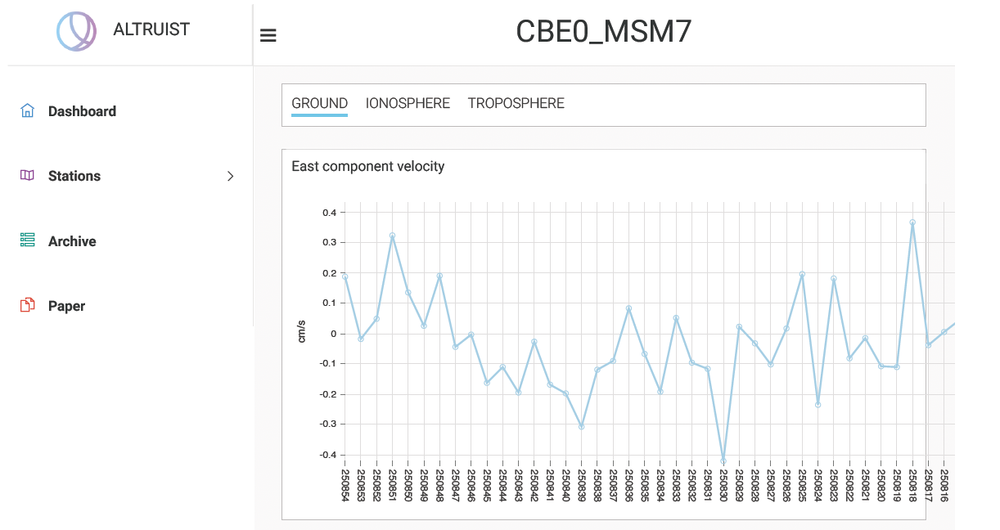 ALTRUIST
CBE0_MSM7
Dashboard
Stations
Archive
Paper
GROUND IONOSPHERE TROPOSPHERE
East component velocity
cm/s
0.4
0.3
0.2
0.1
0
-0.1
-0.2
-0.3
-0.4
250854 250853 250852 250851 250850 250849 250848 250847 250846 250845 250844 250843 250842 250841 250840 250839 250838 250837 250836 250835 250834 250833 250832 250831 250830 250829 250828 250827 250826 250825 250824 250823 250822 250821 250820 250819 250818 250817 250816